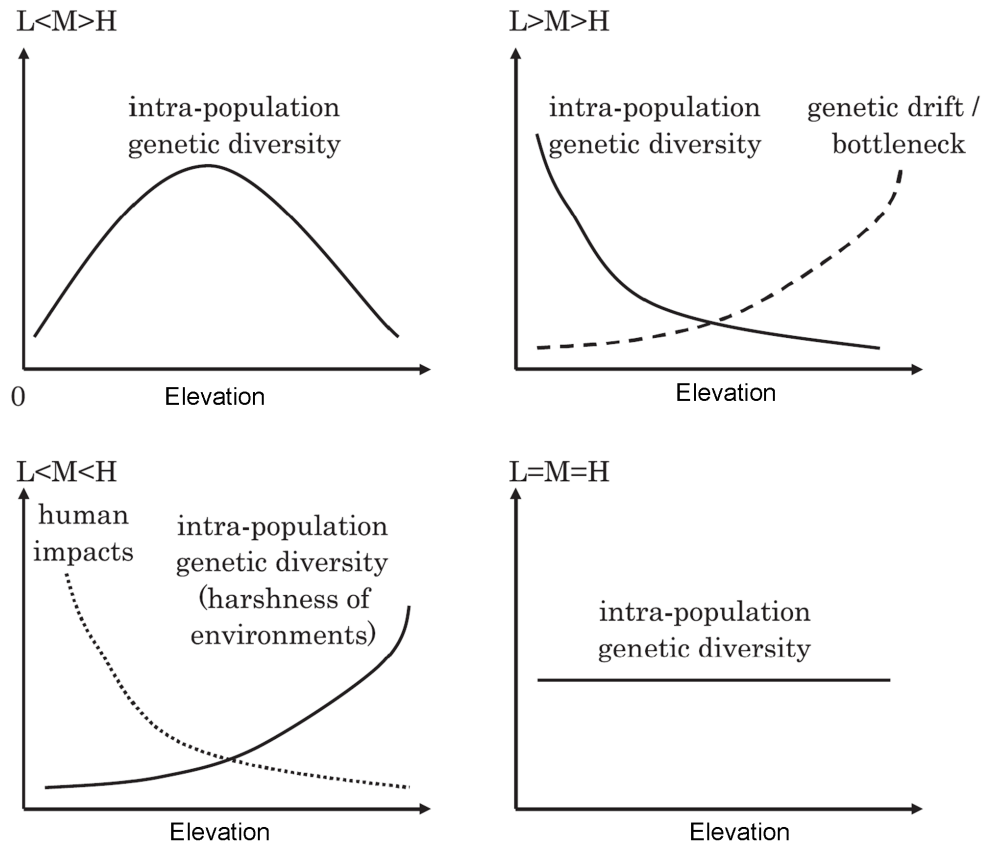 L<M>H
intra-population
genetic diversity
0
Elevation
L>M>H
intra-population
genetic diversity
genetic drift /
bottleneck
Elevation
L<M<H
human
impacts
intra-population
genetic diversity
(harshness of
environments)
Elevation
L=M=H
intra-population
genetic diversity
Elevation